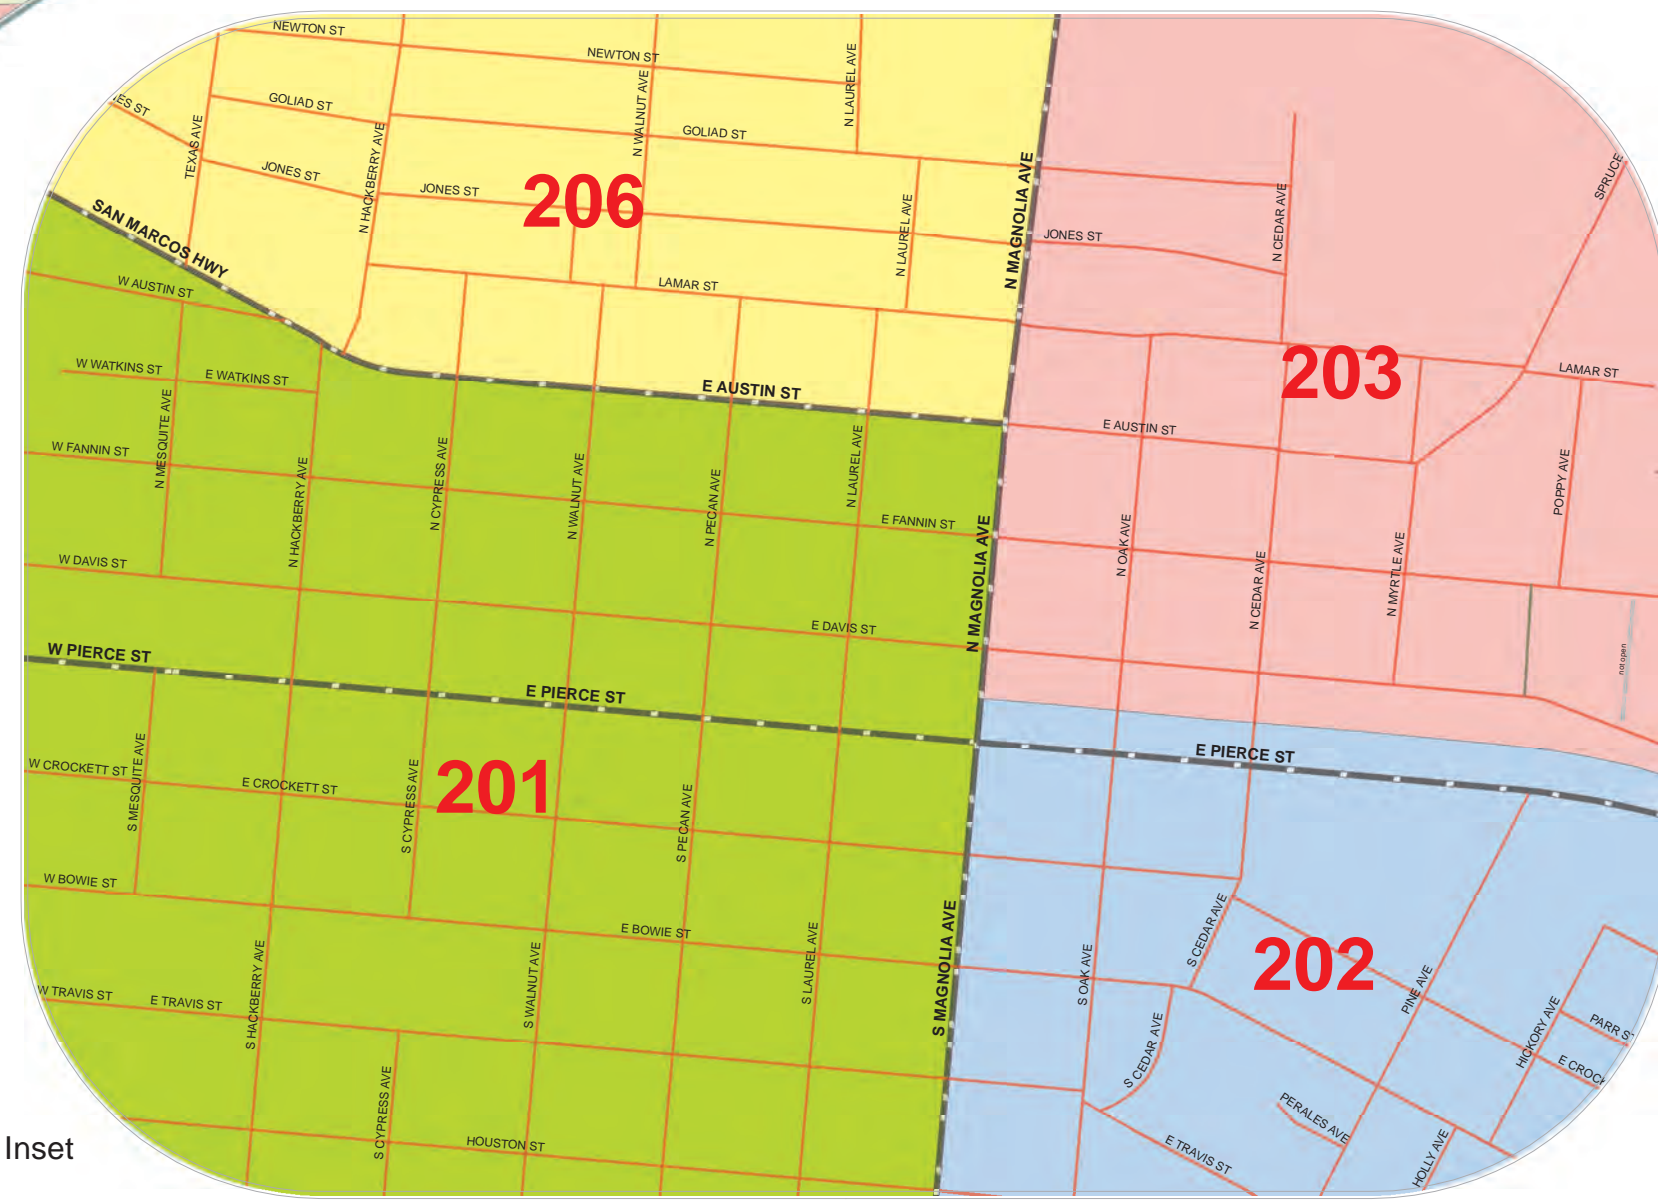 NEWTON ST
NEWTON ST
N LAUREL AVE
N WALNUT AVE
GOLIAD ST
GOLIAD ST
TEXAS AVE
N HACKBERRY AVE
JONES ST
JONES ST
206
N LAUREL AVE
N MAGNOLIA AVE
JONES ST
N CEDAR AVE
SPRUCE
SAN MARCOS HWY
W AUSTIN ST
LAMAR ST
203
LAMAR ST
W WATKINS ST
E WATKINS ST
E AUSTIN ST
E AUSTIN ST
N MESQUITE AVE
W FANNIN ST
N HACKBERRY AVE
N CYPRESS AVE
N WALNUT AVE
N PECAN AVE
N LAUREL AVE
E FANNIN ST
N MAGNOLIA AVE
N OAK AVE
N CEDAR AVE
N MYRTLE AVE
POPPY AVE
W DAVIS ST
E DAVIS ST
not open
W PIERCE ST
E PIERCE ST
E PIERCE ST
W CROCKETT ST
S MESQUITE AVE
E CROCKETT ST
S CYPRESS AVE
201
S PECAN AVE
W BOWIE ST
E BOWIE ST
S HACKBERRY AVE
S WALNUT AVE
S LAUREL AVE
S MAGNOLIA AVE
S OAK AVE
S CEDAR AVE
202
PINE AVE
W TRAVIS ST
E TRAVIS ST
S CEDAR AVE
HICKORY AVE
PARR S
E CROCK
S CYPRESS AVE
HOUSTON ST
PERALES AVE
E TRAVIS ST
HOLLY AVE
Inset